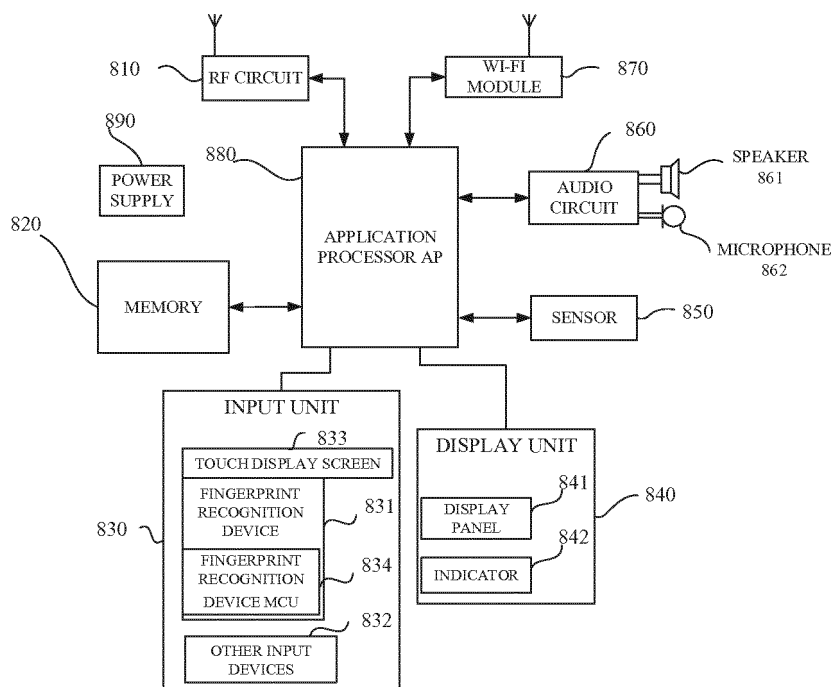 810
RF CIRCUIT
WI-FI
MODULE
870
890
POWER
SUPPLY
880
860
AUDIO
CIRCUIT
SPEAKER
861
MICROPHONE
862
820
MEMORY
APPLICATION
PROCESSOR AP
SENSOR
850
INPUT UNIT
833
TOUCH DISPLAY SCREEN
FINGERPRINT
RECOGNITION
DEVICE
831
830
FINGERPRINT
RECOGNITION
DEVICE MCU
834
832
OTHER INPUT
DEVICES
DISPLAY UNIT
841
DISPLAY
PANEL
840
842
INDICATOR